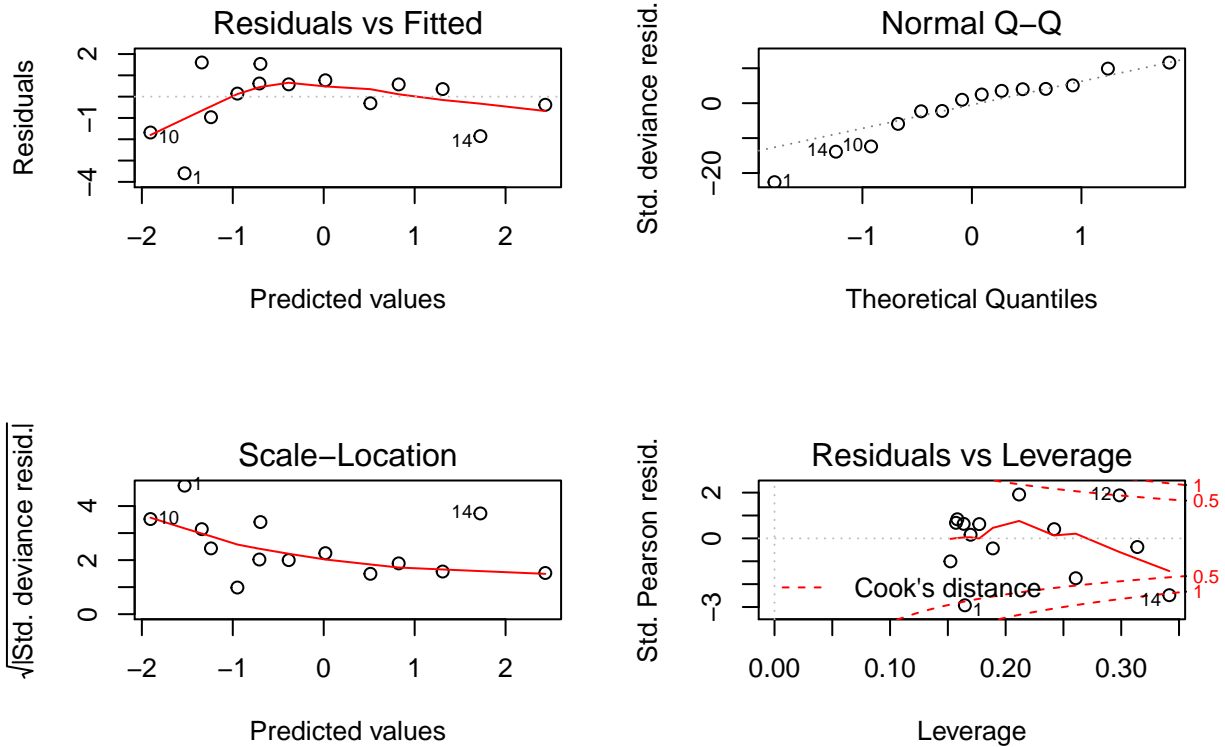 Residuals vs Fitted
Residuals
2
−1
−4
10
1
14
−2 −1 0 1 2
Predicted values
Normal Q−Q
Std. deviance resid.
0
−20
14
10
1
−1 0 1
Theoretical Quantiles
Scale−Location
√|Std. deviance resid.|
4
2
0
10
1
14
−2 −1 0 1 2
Predicted values
Residuals vs Leverage
Std. Pearson resid.
2
0
−3
12
1
0.5
0.5
1
Cook's distance
1
14
0.00 0.10 0.20 0.30
Leverage